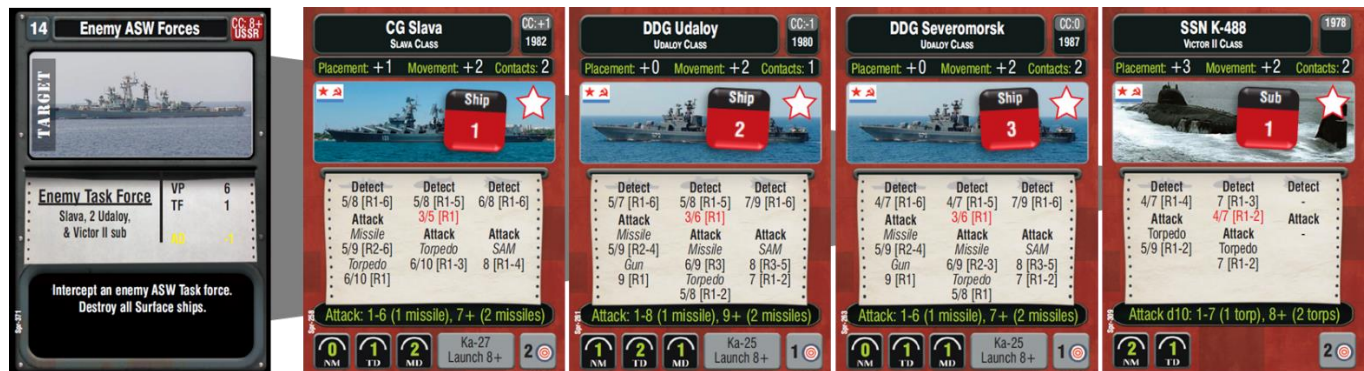 14 Enemy ASW Forces CC: 8+
USSR
TARGET
Enemy Task Force
Slava, 2 Udaloy,
& Victor II sub
VP 6
TF 1
-1
Intercept an enemy ASW Task force.
Destroy all Surface ships.
Spr-371
CG Slava CC:+1
SLAVA CLASS 1982
Placement: +1 Movement: +2 Contacts: 2
Ship
1
Detect Detect Detect
5/8 [R1-6] 5/8 [R1-5] 6/8 [R1-6]
Attack 3/5 [R1]
Missile Attack Attack
5/9 [R2-6] Torpedo SAM
Torpedo 6/10 [R1-3] 8 [R1-4]
6/10 [R1]
Attack: 1-6 (1 missile), 7+ (2 missiles)
0 1 2 Ka-27
NM TD MD Launch 8+ 2
DDG Udaloy CC:-1
UDALOY CLASS 1980
Placement: +0 Movement: +2 Contacts: 1
Ship
2
Detect Detect Detect
5/7 [R1-6] 5/8 [R1-5] 7/9 [R1-6]
Attack 3/6 [R1]
Missile Attack Attack
5/9 [R2-4] Missile SAM
Gun 6/9 [R3] 8 [R3-5]
9 [R1] Torpedo 7 [R1-2]
5/8 [R1-2]
Attack: 1-8 (1 missile), 9+ (2 missiles)
1 2 1 Ka-25
NM TD MD Launch 8+ 1
DDG Severomorsk CC:0
UDALOY CLASS 1987
Placement: +0 Movement: +2 Contacts: 2
Ship
3
Detect Detect Detect
4/7 [R1-6] 4/7 [R1-5] 7/9 [R1-6]
Attack 3/6 [R1]
Missile Attack Attack
5/9 [R2-4] Missile SAM
Gun 6/9 [R2-3] 8 [R3-5]
9 [R1] Torpedo 7 [R1-2]
5/8 [R1]
Attack: 1-6 (1 missile), 7+ (2 missiles)
0 1 1 Ka-25
NM TD MD Launch 8+ 1
SSN K-488 1978
VICTOR II CLASS
Placement: +3 Movement: +2 Contacts: 2
Sub
1
Detect Detect Detect
4/7 [R1-4] 7 [R1-3] -
Attack 4/7 [R1-2] Attack
Torpedo Attack -
5/9 [R1-2] Torpedo
7 [R1-2]
Attack d10: 1-7 (1 torp), 8+ (2 torps)
2 1
NM TD 2